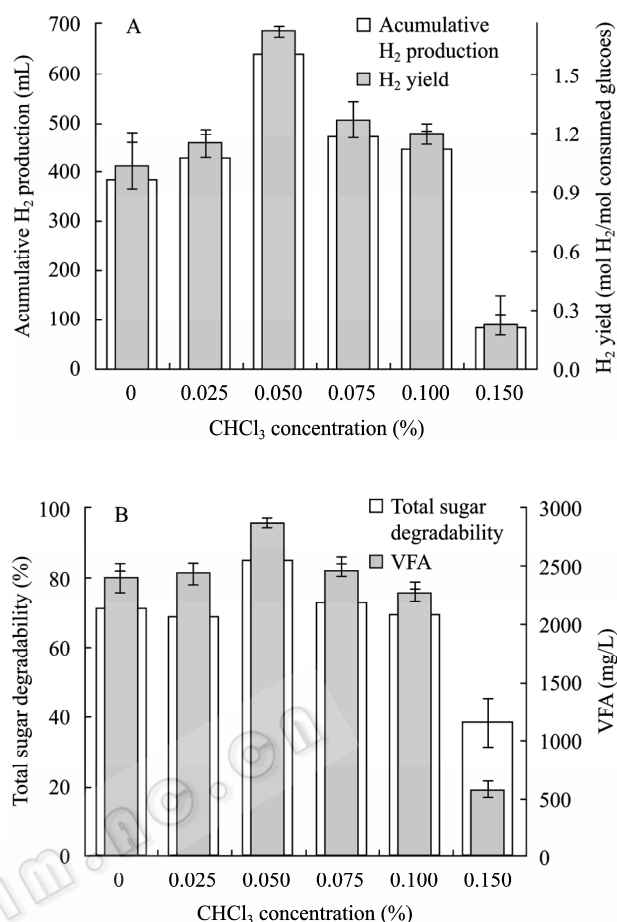 A
Acumulative
H₂ production
H₂ yield
Acumulative H₂ production (mL)
700
600
500
400
300
200
100
0
H₂ yield (mol H₂/mol consumed glucoes)
1.5
1.2
0.9
0.6
0.3
0.0
0 0.025 0.050 0.075 0.100 0.150
CHCl₃ concentration (%)
B
Total sugar
degradability
VFA
Total sugar degradability (%)
100
80
60
40
20
0
VFA (mg/L)
3000
2500
2000
1500
1000
500
0
0 0.025 0.050 0.075 0.100 0.150
CHCl₃ concentration (%)
lm.ac.cn